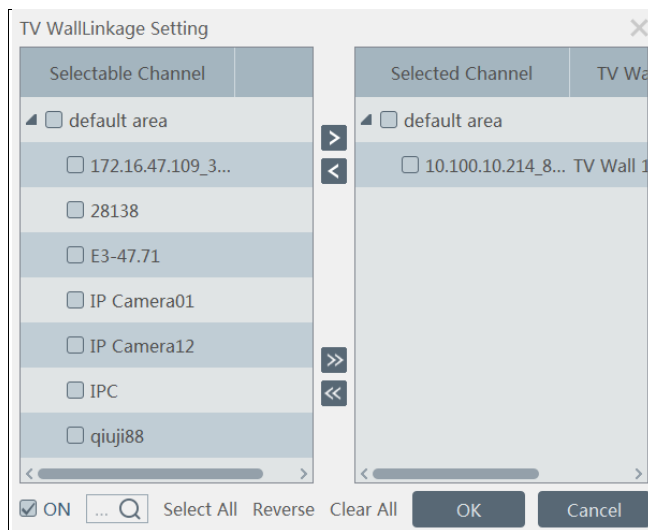 TV WallLinkage Setting
Selectable Channel
default area
172.16.47.109_3...
28138
E3-47.71
IP Camera01
IP Camera12
IPC
qiuji88
>
<
>>
<<
Selected Channel TV Wa
default area
10.100.10.214_8... TV Wall 1
ON ... Select All Reverse Clear All OK Cancel